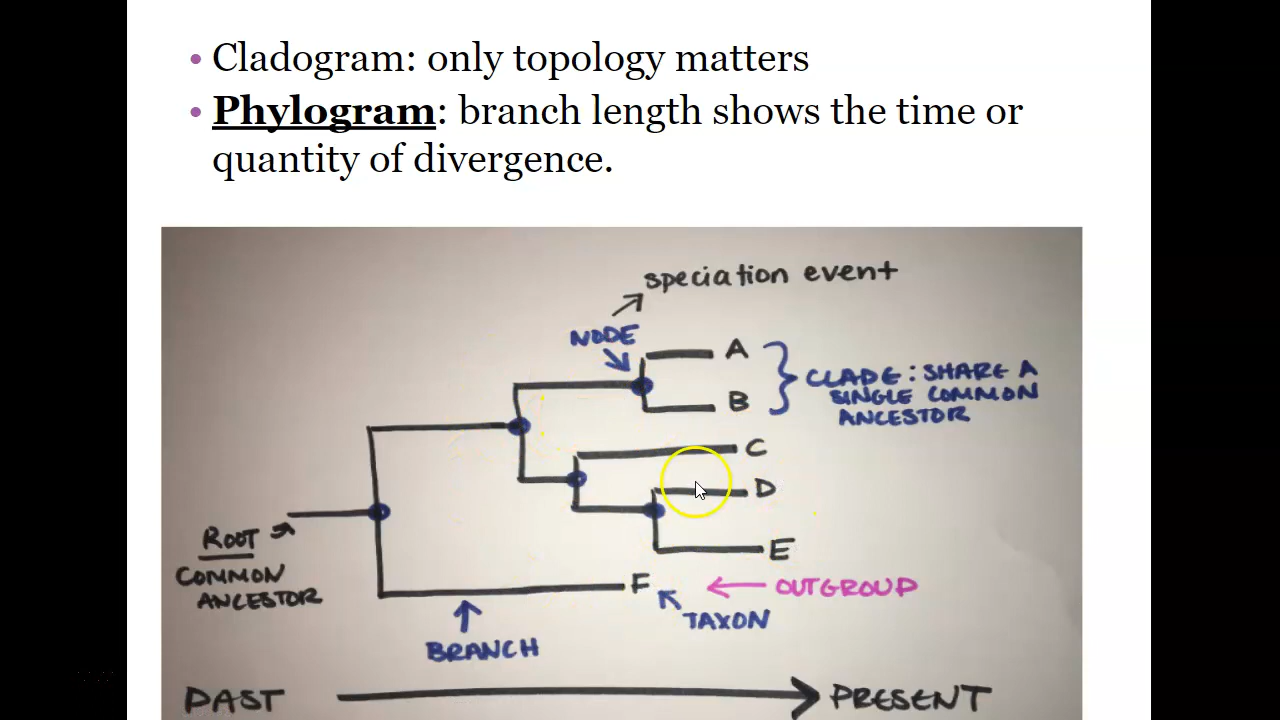 • Cladogram: only topology matters
• Phylogram: branch length shows the time or
quantity of divergence.
speciation event
NODE
A
B
CLADE: SHARE A
SINGLE COMMON
ANCESTOR
C
D
E
ROOT
COMMON
ANCESTOR
F
OUTGROUP
TAXON
BRANCH
PAST
PRESENT